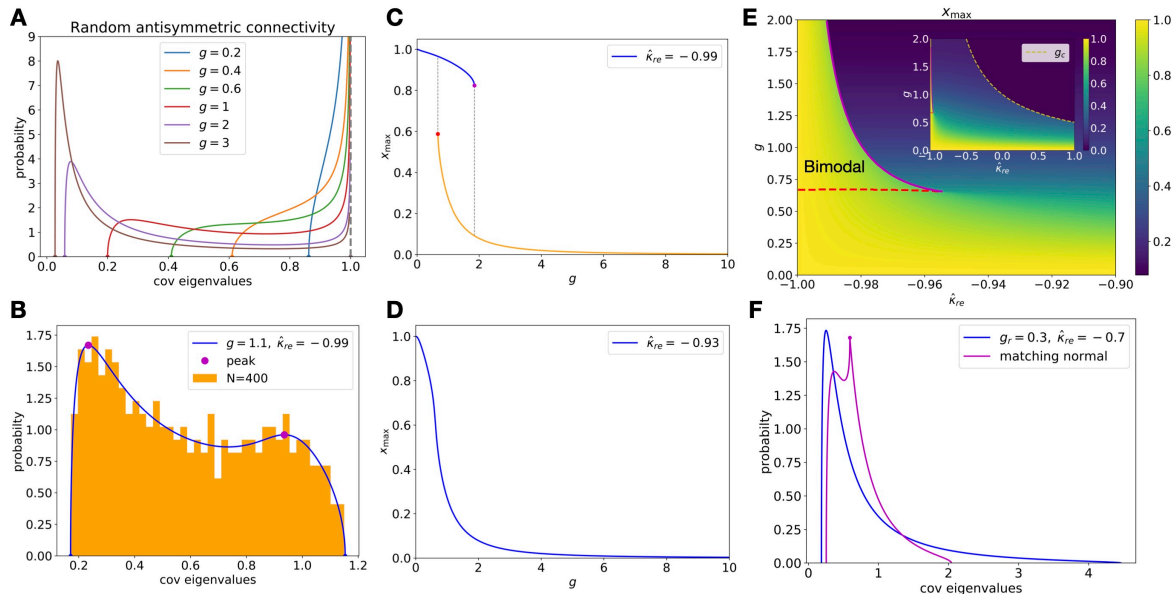 A
Random antisymmetric connectivity
9
8
7
6
5
4
3
2
1
0
probabilty
g = 0.2
g = 0.4
g = 0.6
g = 1
g = 2
g = 3
0.0 0.2 0.4 0.6 0.8 1.0
cov eigenvalues
B
1.75
1.50
1.25
1.00
0.75
0.50
0.25
0.00
probabilty
g = 1.1, κ̂re = −0.99
peak
N=400
0.2 0.4 0.6 0.8 1.0 1.2
cov eigenvalues
C
1.0
0.8
0.6
0.4
0.2
0.0
xmax
κ̂re = −0.99
0 2 4 6 8 10
g
D
1.0
0.8
0.6
0.4
0.2
0.0
xmax
κ̂re = −0.93
0 2 4 6 8 10
g
E
xmax
2.00
1.75
1.50
1.25
1.00
0.75
0.50
0.25
0.00
g
Bimodal
−1.00 −0.98 −0.96 −0.94 −0.92 −0.90
κ̂re
2.0
1.5
1.0
0.5
0.0
g
gc
−1.0 −0.5 0.0 0.5 1.0
κ̂re
1.0
0.8
0.6
0.4
0.2
0.0
1.0
0.8
0.6
0.4
0.2
F
1.75
1.50
1.25
1.00
0.75
0.50
0.25
0.00
probabilty
gr = 0.3, κ̂re = −0.7
matching normal
0 1 2 3 4
cov eigenvalues